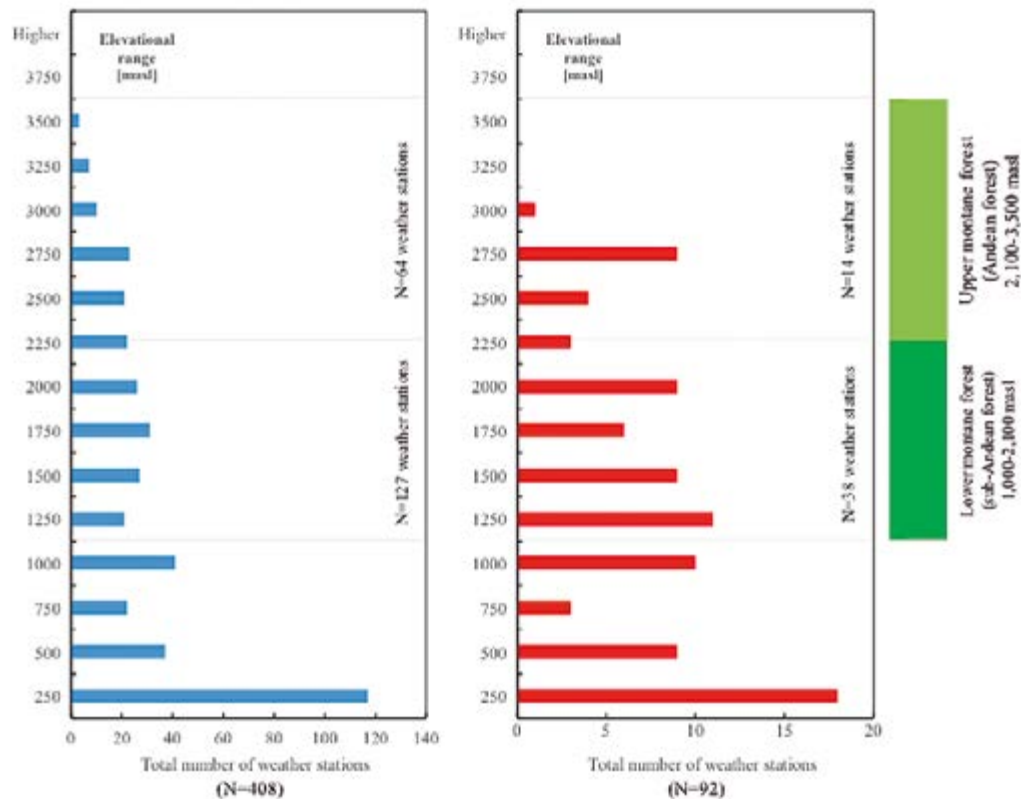 Higher
3750
3500
3250
3000
2750
2500
2250
2000
1750
1500
1250
1000
750
500
250
Elevational
range
[masl]
N=64 weather stations
N=127 weather stations
0 20 40 60 80 100 120 140
Total number of weather stations
(N=408)
Higher
3750
3500
3250
3000
2750
2500
2250
2000
1750
1500
1250
1000
750
500
250
Elevational
range
[masl]
N=14 weather stations
N=38 weather stations
0 5 10 15 20
Total number of weather stations
(N=92)
Upper montane forest
(Andean forest)
2,100-3,500 masl
Lower montane forest
(sub-Andean forest)
1,000-2,100 masl